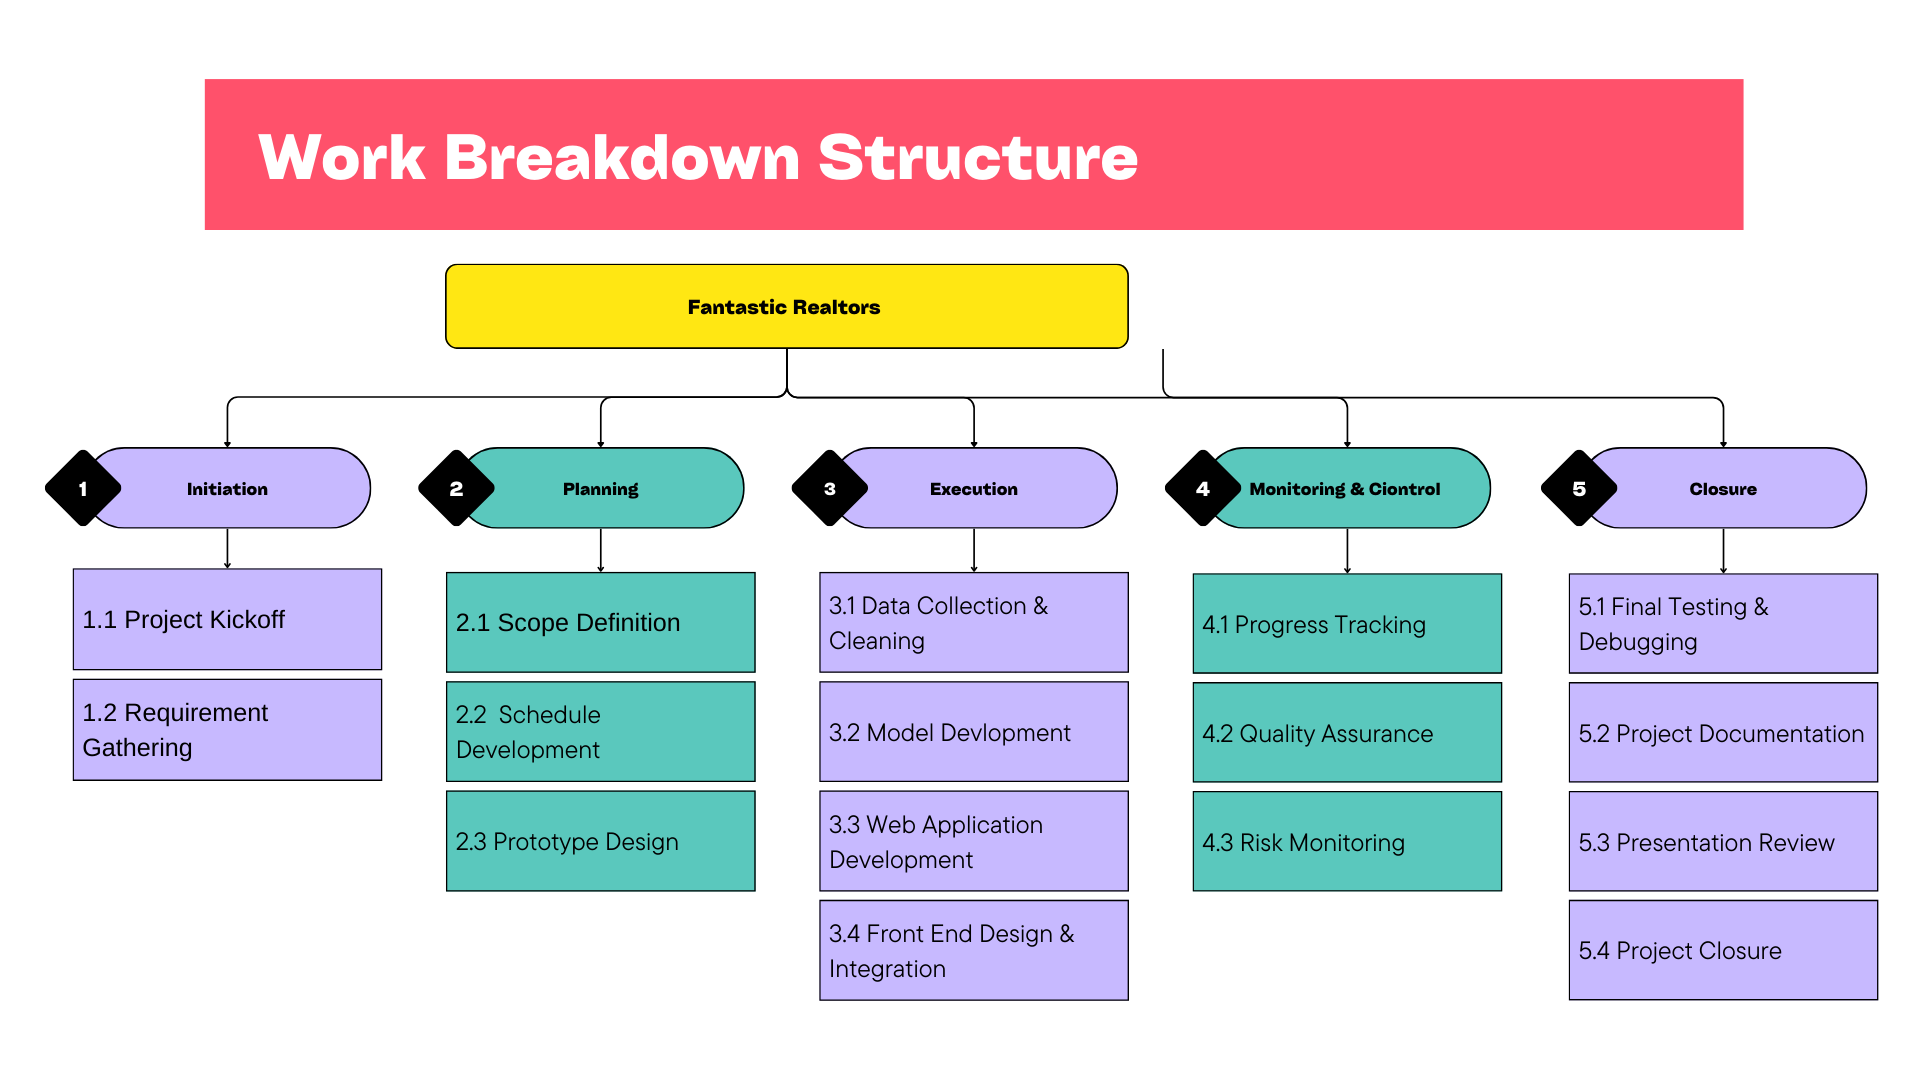 Work Breakdown Structure
Fantastic Realtors
1
Initiation
2
Planning
3
Execution
4
Monitoring & Ciontrol
5
Closure
1.1 Project Kickoff
1.2 Requirement
Gathering
2.1 Scope Definition
2.2 Schedule
Development
2.3 Prototype Design
3.1 Data Collection &
Cleaning
3.2 Model Devlopment
3.3 Web Application
Development
3.4 Front End Design &
Integration
4.1 Progress Tracking
4.2 Quality Assurance
4.3 Risk Monitoring
5.1 Final Testing &
Debugging
5.2 Project Documentation
5.3 Presentation Review
5.4 Project Closure